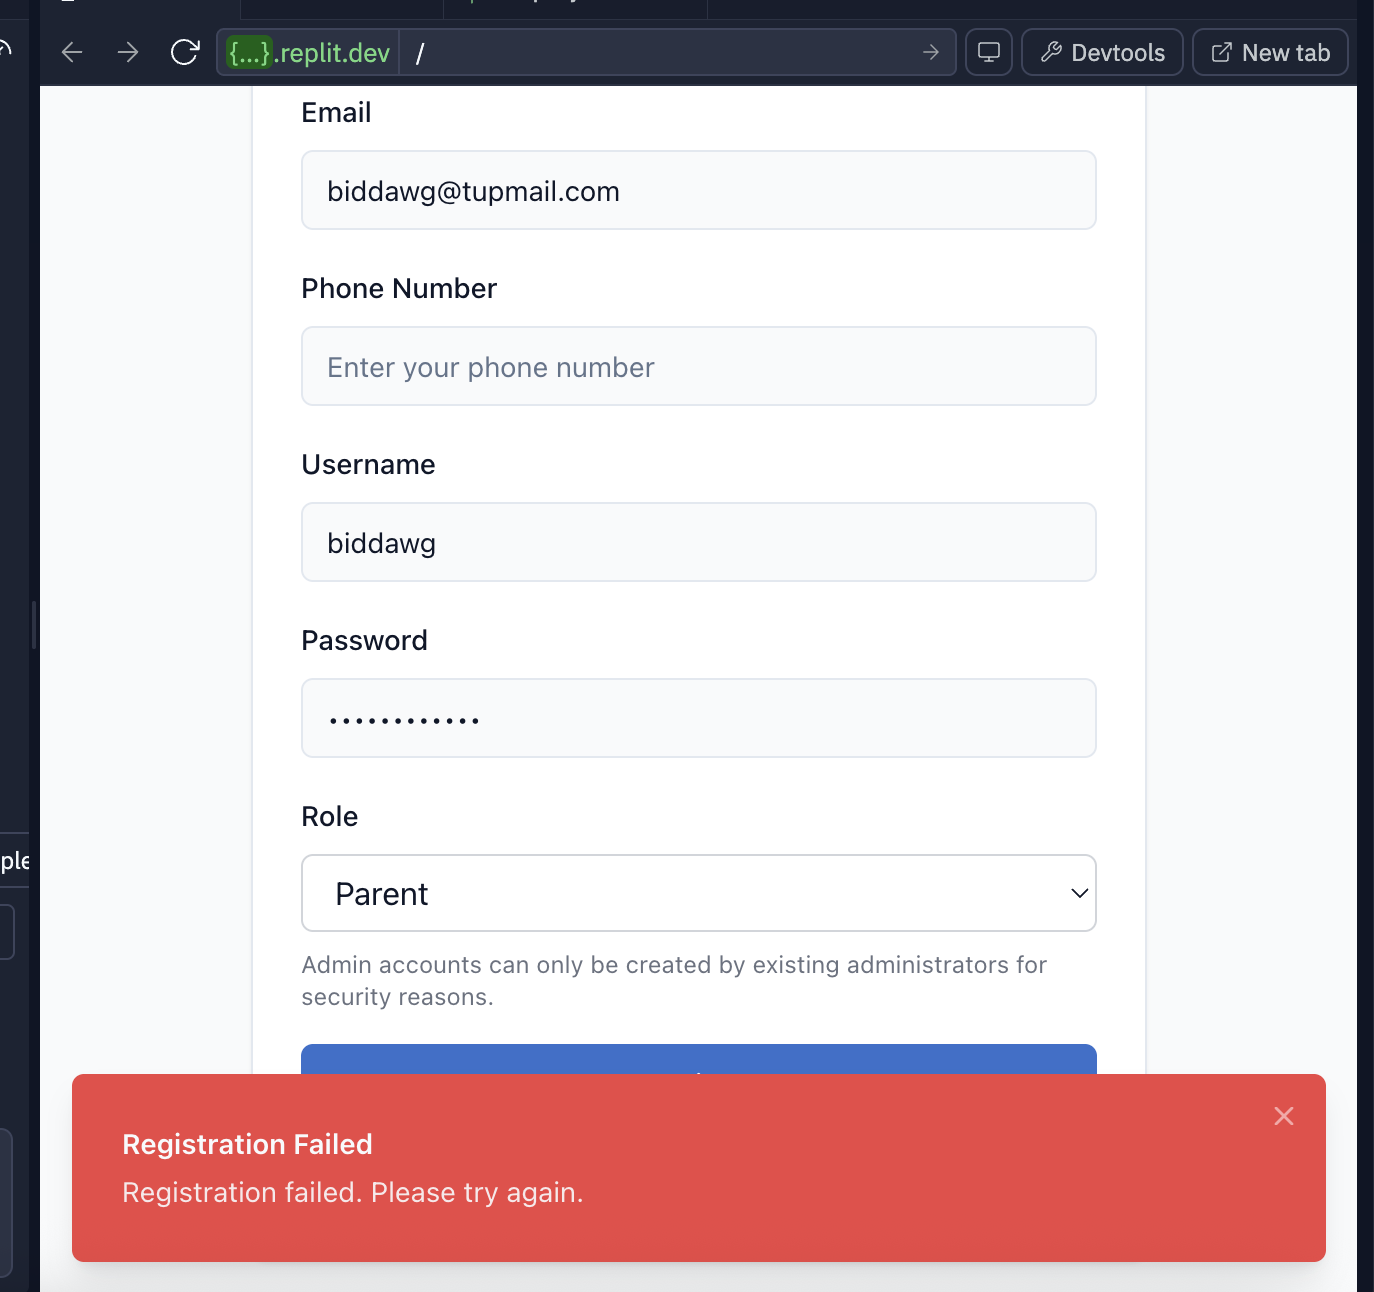 {...}.replit.dev /
Devtools
New tab
Email
biddawg@tupmail.com
Phone Number
Enter your phone number
Username
biddawg
Password
••••••••••••
Role
Parent
Admin accounts can only be created by existing administrators for
security reasons.
Registration Failed
Registration failed. Please try again.